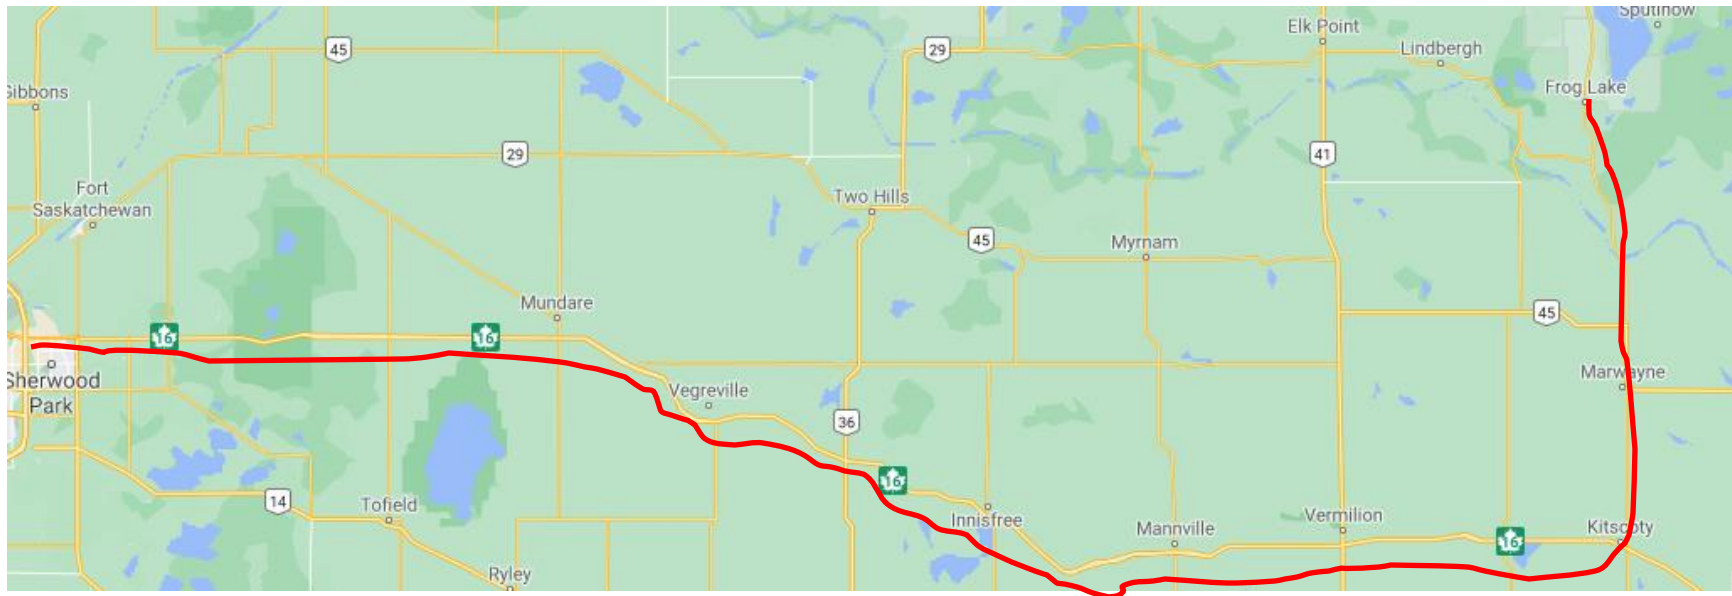 Sputinow
Elk Point
45
29
Lindbergh
Gibbons
Frog Lake
29
41
Fort
Saskatchewan
Two Hills
45
Myrnam
Mundare
45
16
16
Sherwood
Park
Marwayne
Vegreville
36
16
14
Tofield
Innisfree
Mannville
Vermilion
16
Kitscoty
Ryley